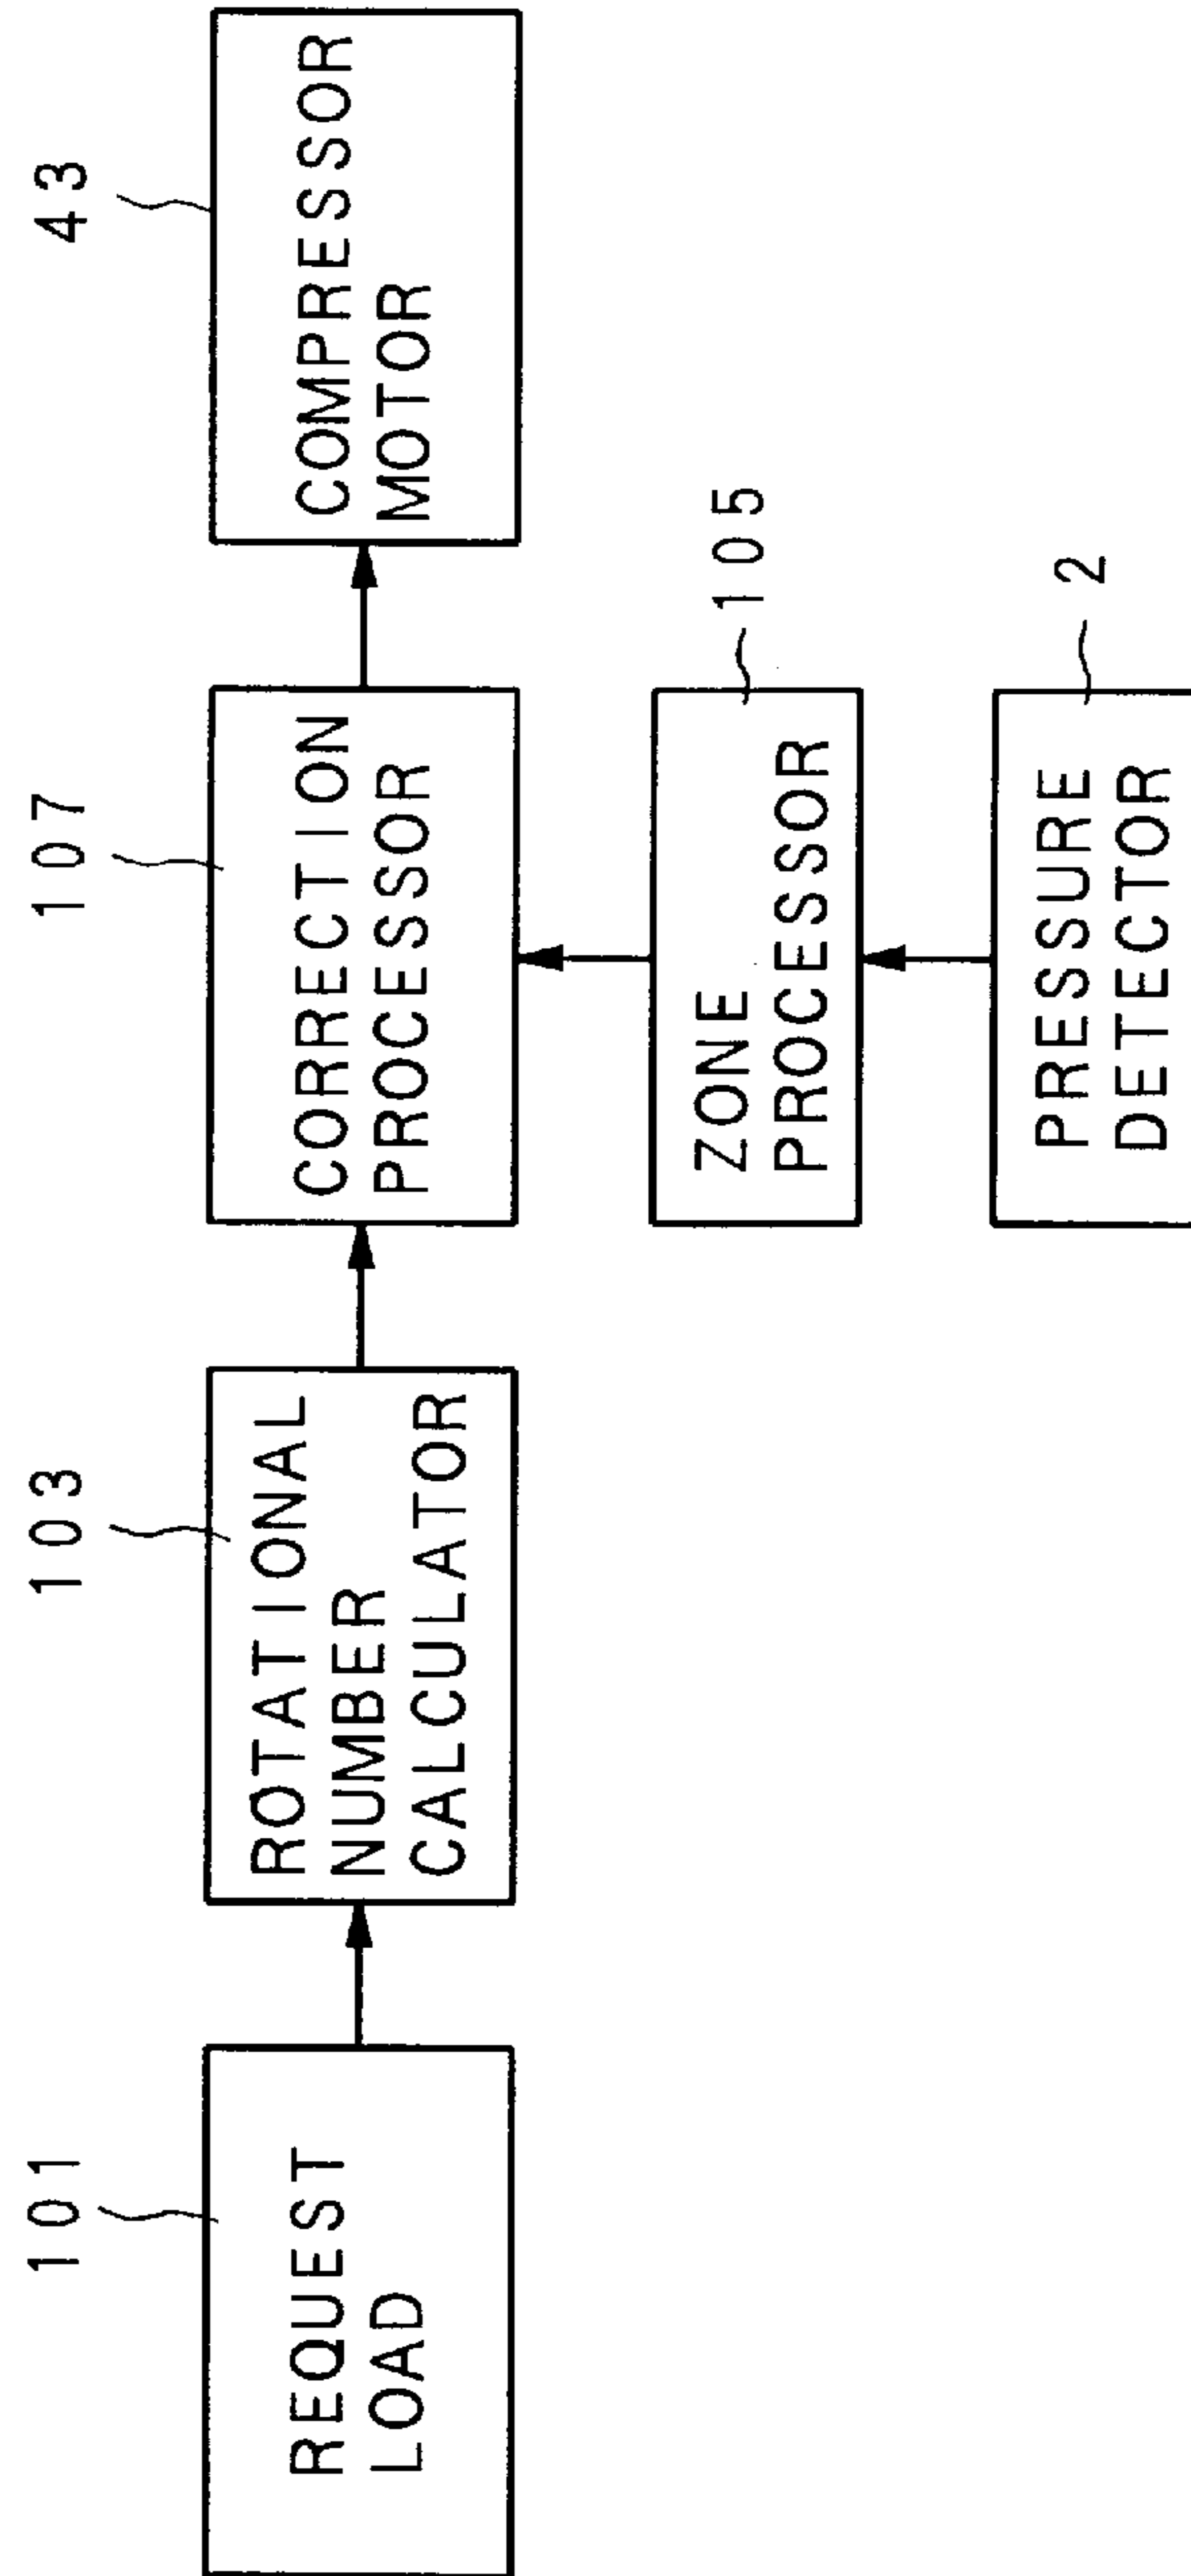 101
REQUEST
LOAD
103
ROTATIONAL
NUMBER
CALCULATOR
107
CORRECTION
PROCESSOR
43
COMPRESSOR
MOTOR
105
ZONE
PROCESSOR
2
PRESSURE
DETECTOR